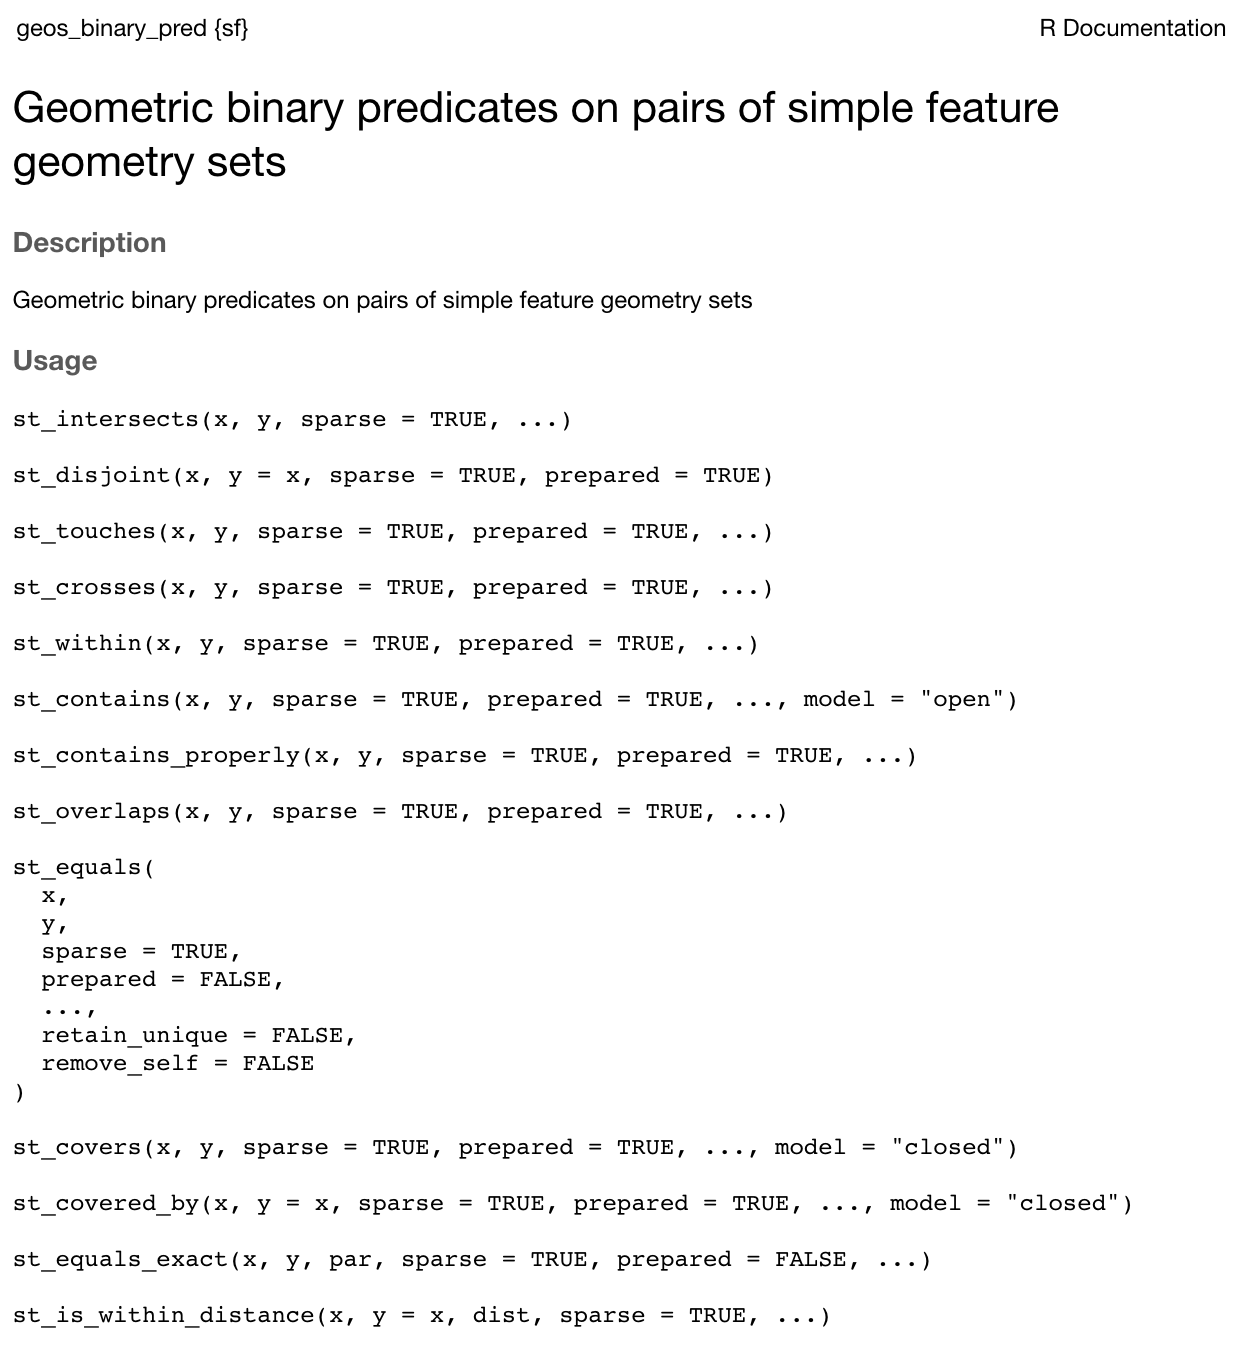 geos_binary_pred {sf}
R Documentation
Geometric binary predicates on pairs of simple feature
geometry sets
Description
Geometric binary predicates on pairs of simple feature geometry sets
Usage
st_intersects(x, y, sparse = TRUE, ...)
st_disjoint(x, y = x, sparse = TRUE, prepared = TRUE)
st_touches(x, y, sparse = TRUE, prepared = TRUE, ...)
st_crosses(x, y, sparse = TRUE, prepared = TRUE, ...)
st_within(x, y, sparse = TRUE, prepared = TRUE, ...)
st_contains(x, y, sparse = TRUE, prepared = TRUE, ..., model = "open")
st_contains_properly(x, y, sparse = TRUE, prepared = TRUE, ...)
st_overlaps(x, y, sparse = TRUE, prepared = TRUE, ...)
st_equals(
  x,
  y,
  sparse = TRUE,
  prepared = FALSE,
  ...,
  retain_unique = FALSE,
  remove_self = FALSE
)
st_covers(x, y, sparse = TRUE, prepared = TRUE, ..., model = "closed")
st_covered_by(x, y = x, sparse = TRUE, prepared = TRUE, ..., model = "closed")
st_equals_exact(x, y, par, sparse = TRUE, prepared = FALSE, ...)
st_is_within_distance(x, y = x, dist, sparse = TRUE, ...)